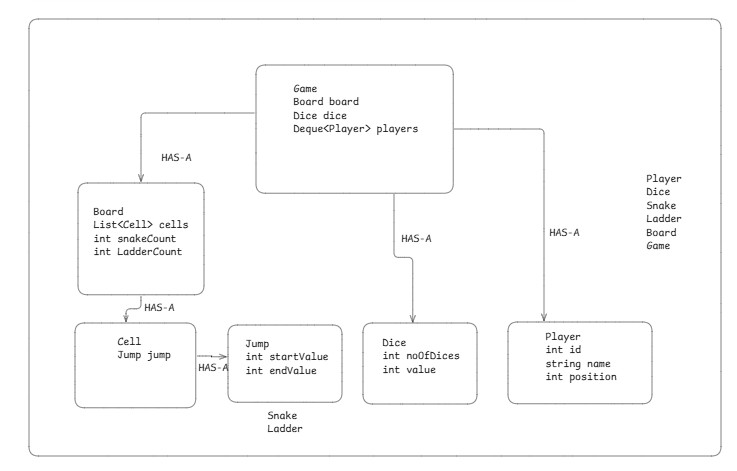 Game
Board board
Dice dice
Deque<Player> players
HAS-A
Board
List<Cell> cells
int snakeCount
int LadderCount
HAS-A
HAS-A
Player
Dice
Snake
Ladder
Board
Game
HAS-A
Cell
Jump jump
HAS-A
Jump
int startValue
int endValue
Snake
Ladder
Dice
int noOfDices
int value
Player
int id
string name
int position